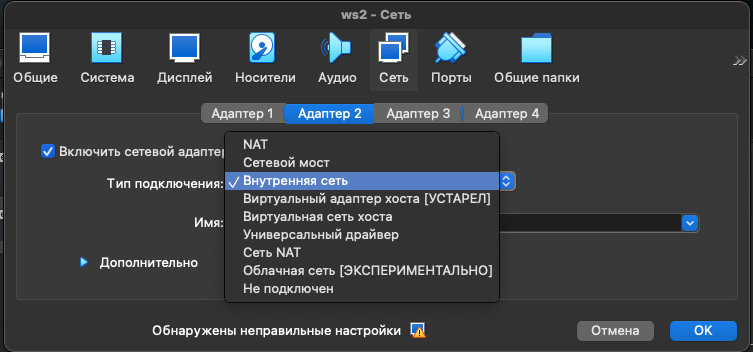 ws2 - Сеть
Общие Система Дисплей Носители Аудио Сеть Порты Общие папки
Адаптер 1 Адаптер 2 Адаптер 3 Адаптер 4
Включить сетевой адаптер
Тип подключения:
NAT
Сетевой мост
Внутренняя сеть
Виртуальный адаптер хоста [УСТАРЕЛ]
Виртуальная сеть хоста
Универсальный драйвер
Сеть NAT
Облачная сеть [ЭКСПЕРИМЕНТАЛЬНО]
Не подключен
Имя:
Дополнительно
Обнаружены неправильные настройки
Отмена OK